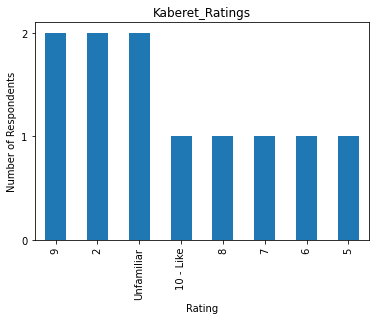 Kaberet_Ratings
Number of Respondents
2
1
0
9
2
Unfamiliar
10 - Like
8
7
6
5
Rating